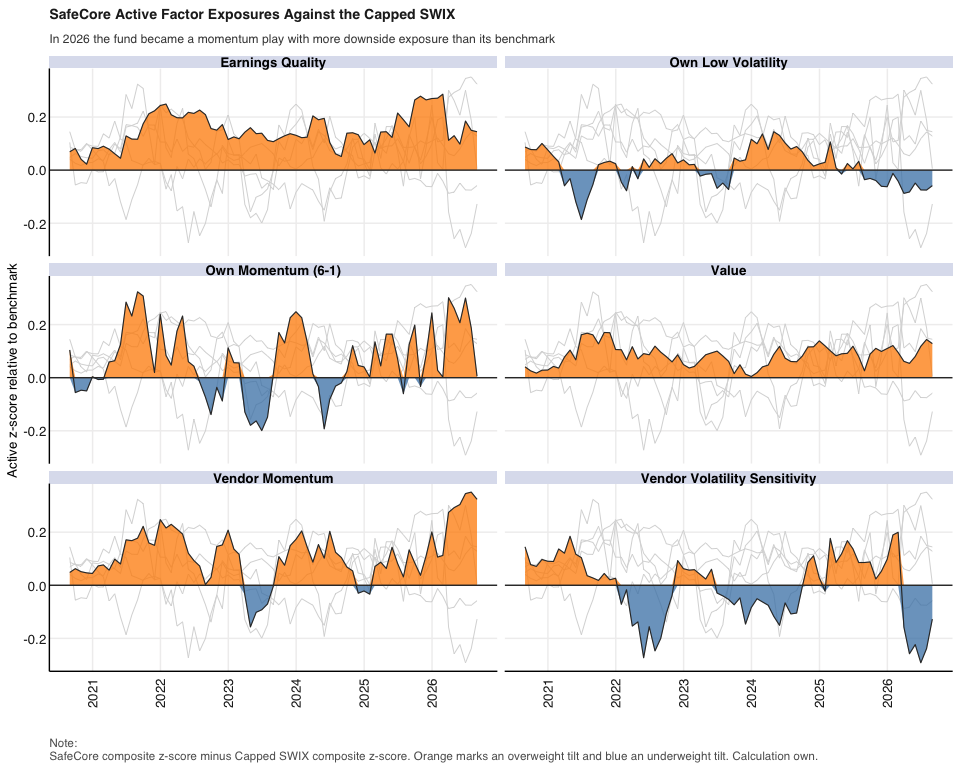 SafeCore Active Factor Exposures Against the Capped SWIX
In 2026 the fund became a momentum play with more downside exposure than its benchmark
Active z-score relative to benchmark
Earnings Quality
Own Low Volatility
0.2
0.0
-0.2
Own Momentum (6-1)
Value
0.2
0.0
-0.2
Vendor Momentum
Vendor Volatility Sensitivity
0.2
0.0
-0.2
2021 2022 2023 2024 2025 2026
2021 2022 2023 2024 2025 2026
Note:
SafeCore composite z-score minus Capped SWIX composite z-score. Orange marks an overweight tilt and blue an underweight tilt. Calculation own.